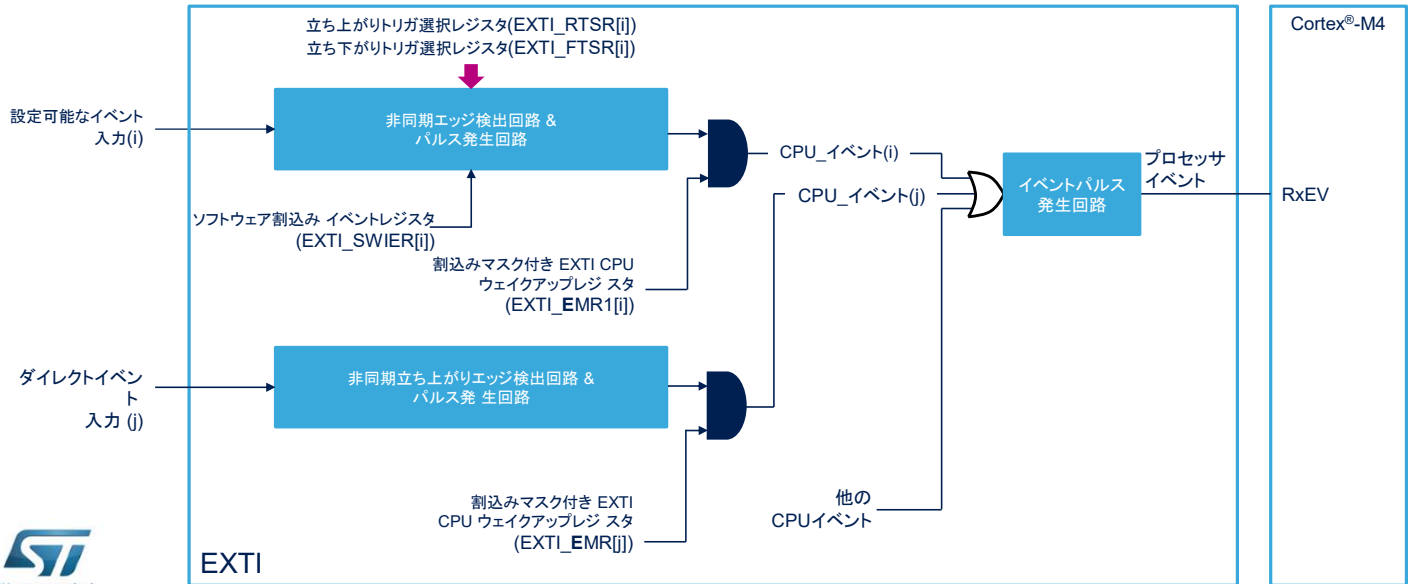 立ち上がりトリガ選択レジスタ(EXTI_RTSR[i])
立ち下がりトリガ選択レジスタ(EXTI_FTSR[i])
Cortex®-M4
設定可能なイベント
入力(i)
非同期エッジ検出回路 &
パルス発生回路
CPU_イベント(i)
CPU_イベント(j)
イベントパルス
発生回路
プロセッサ
イベント
RxEV
ソフトウェア割込み イベントレジスタ
(EXTI_SWIER[i])
割込みマスク付き EXTI CPU
ウェイクアップレジ スタ
(EXTI_EMR1[i])
ダイレクトイベン
ト
入力 (j)
非同期立ち上がりエッジ検出回路 &
パルス発 生回路
割込みマスク付き EXTI
CPU ウェイクアップレジ スタ
(EXTI_EMR[j])
他の
CPUイベント
ST
EXTI